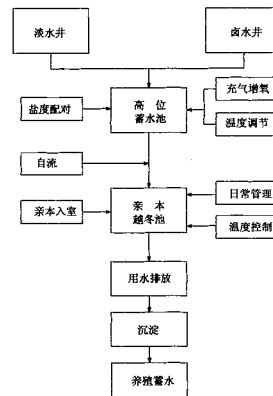 淡水井
卤水井
盐度配对
高位
蓄水池
充气增氧
温度调节
自流
亲本入室
亲本
越冬池
日常管理
温度控制
用水排放
沉淀
养殖蓄水